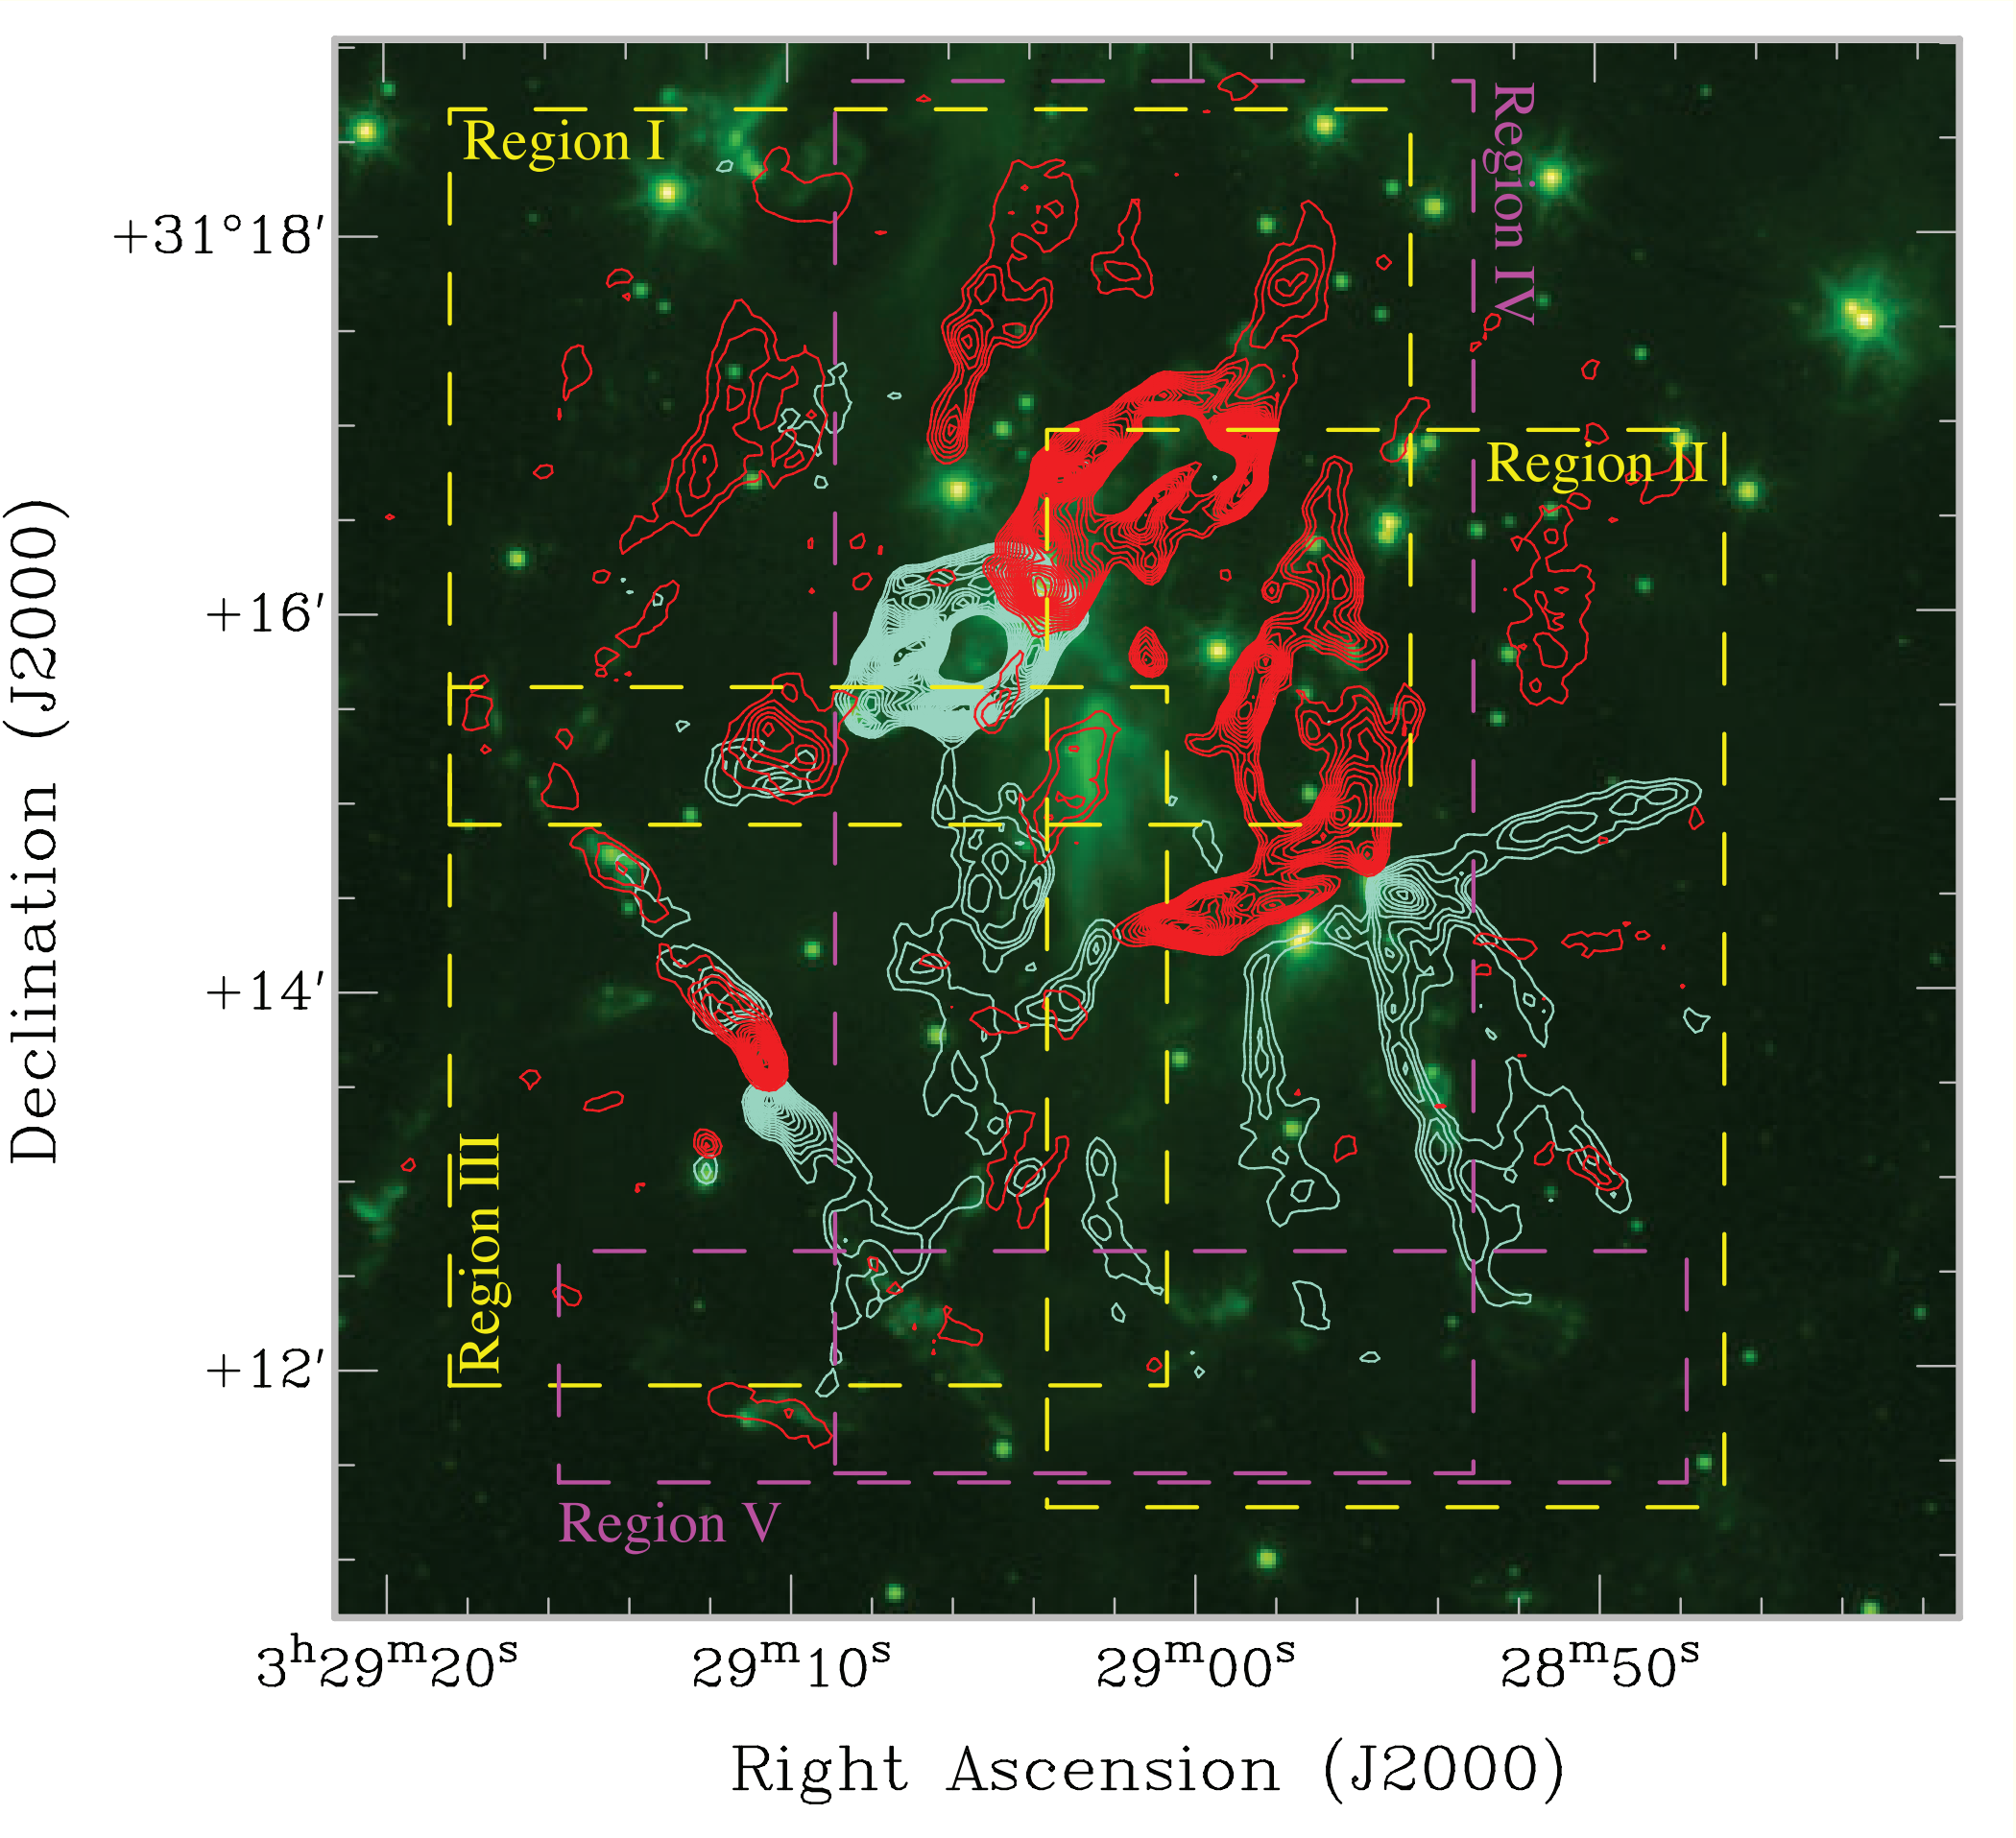 Region I
Region IV
+31°18′
Region II
+16′
Declination (J2000)
+14′
Region III
+12′
Region V
3ʰ29ᵐ20ˢ 29ᵐ10ˢ 29ᵐ00ˢ 28ᵐ50ˢ
Right Ascension (J2000)